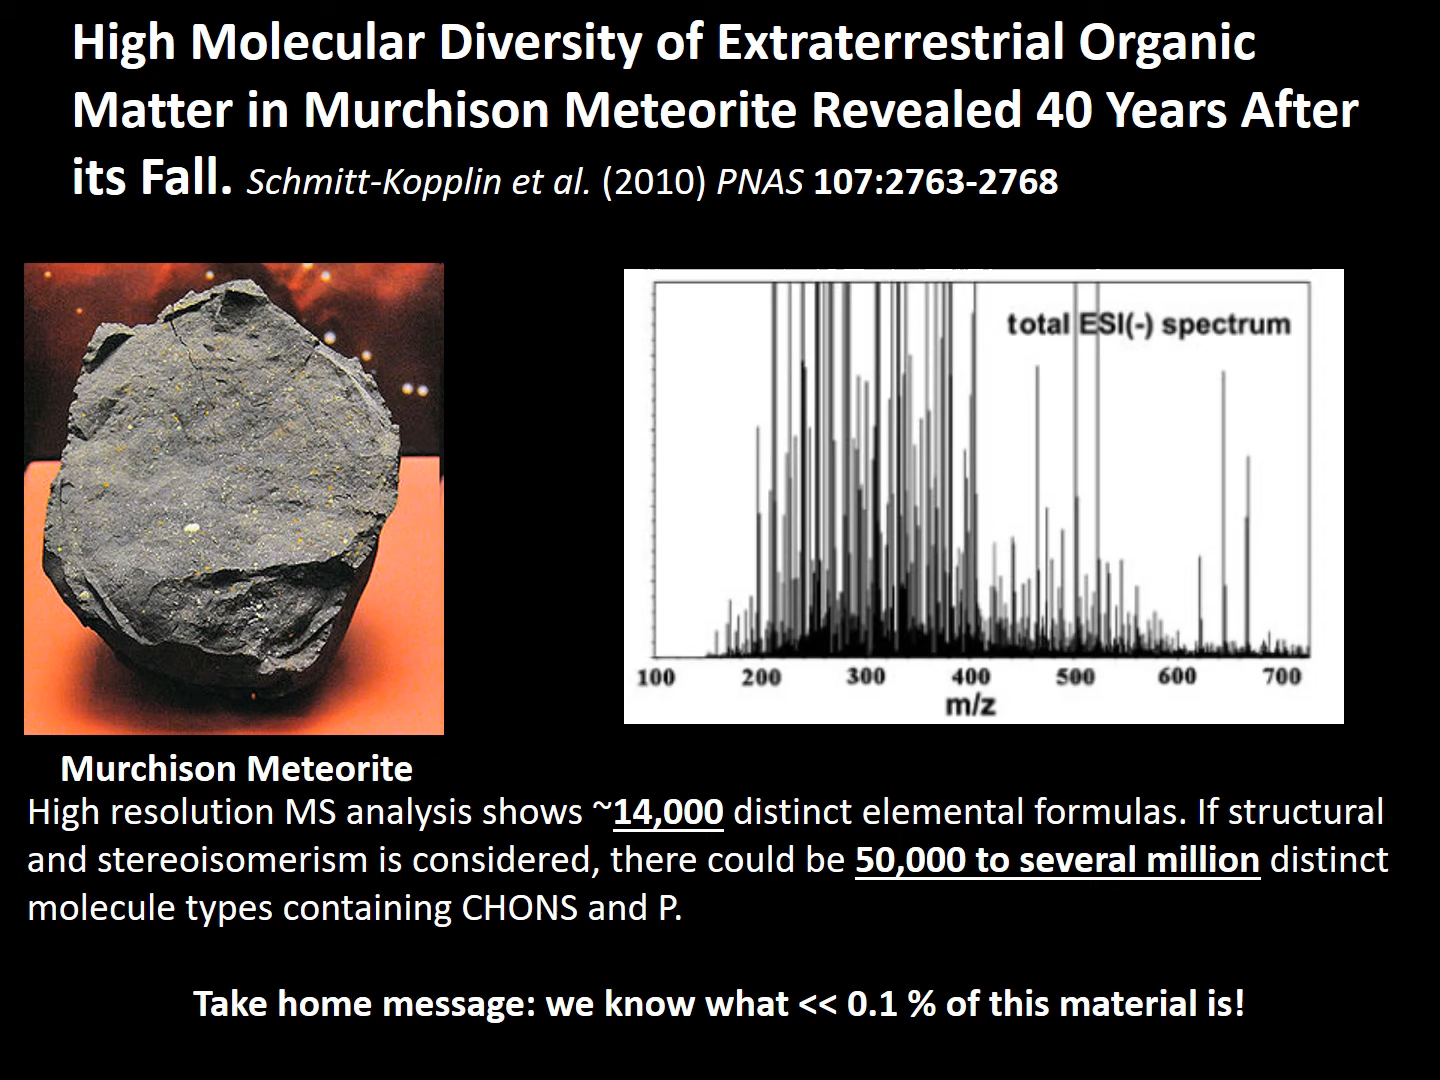 High Molecular Diversity of Extraterrestrial Organic
Matter in Murchison Meteorite Revealed 40 Years After
its Fall. Schmitt-Kopplin et al. (2010) PNAS 107:2763-2768
total ESI(-) spectrum
100 200 300 400 500 600 700
m/z
Murchison Meteorite
High resolution MS analysis shows ~14,000 distinct elemental formulas. If structural
and stereoisomerism is considered, there could be 50,000 to several million distinct
molecule types containing CHONS and P.
Take home message: we know what << 0.1 % of this material is!